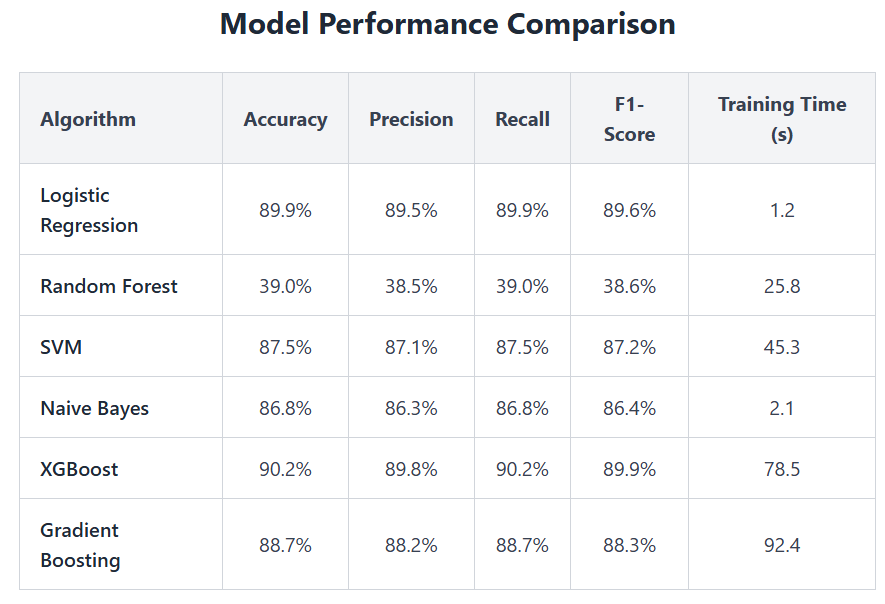 Model Performance Comparison
Algorithm Accuracy Precision Recall F1-Score Training Time (s)
Logistic Regression 89.9% 89.5% 89.9% 89.6% 1.2
Random Forest 39.0% 38.5% 39.0% 38.6% 25.8
SVM 87.5% 87.1% 87.5% 87.2% 45.3
Naive Bayes 86.8% 86.3% 86.8% 86.4% 2.1
XGBoost 90.2% 89.8% 90.2% 89.9% 78.5
Gradient Boosting 88.7% 88.2% 88.7% 88.3% 92.4